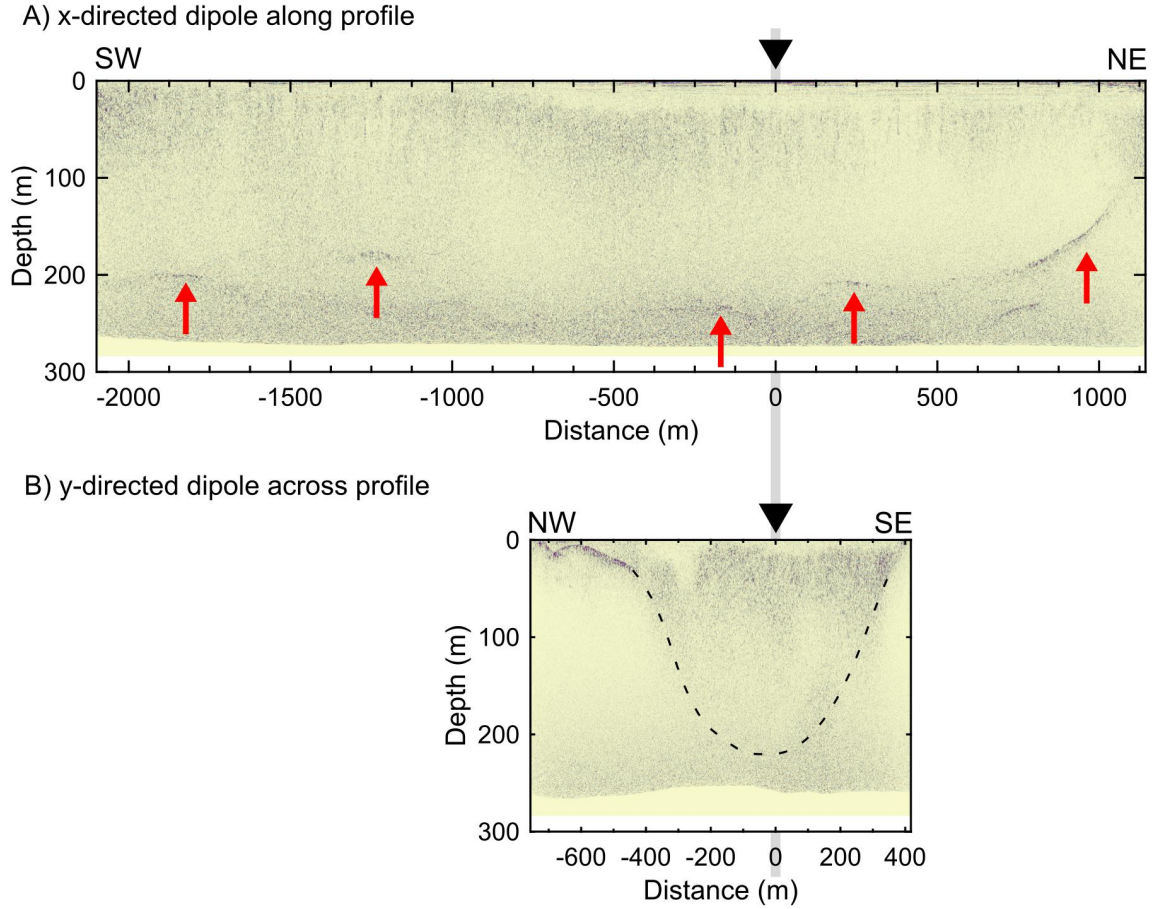 A) x-directed dipole along profile
SW
NE
0
100
200
300
Depth (m)
-2000
-1500
-1000
-500
0
500
1000
Distance (m)
B) y-directed dipole across profile
NW
SE
0
100
200
300
Depth (m)
-600
-400
-200
0
200
400
Distance (m)